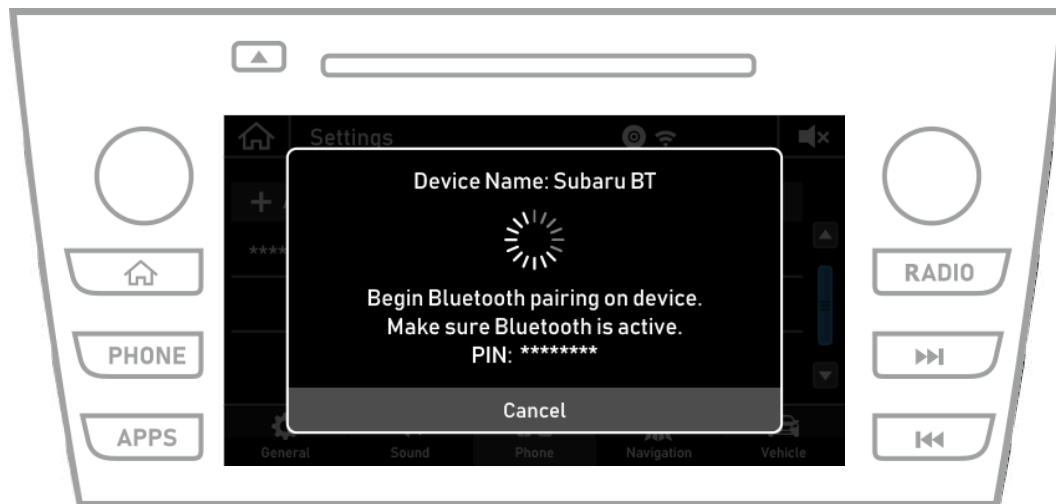 Settings
Device Name: Subaru BT
****
Begin Bluetooth pairing on device.
Make sure Bluetooth is active.
PIN: ********
Cancel
General Sound Phone Navigation Vehicle
PHONE
APPS
RADIO